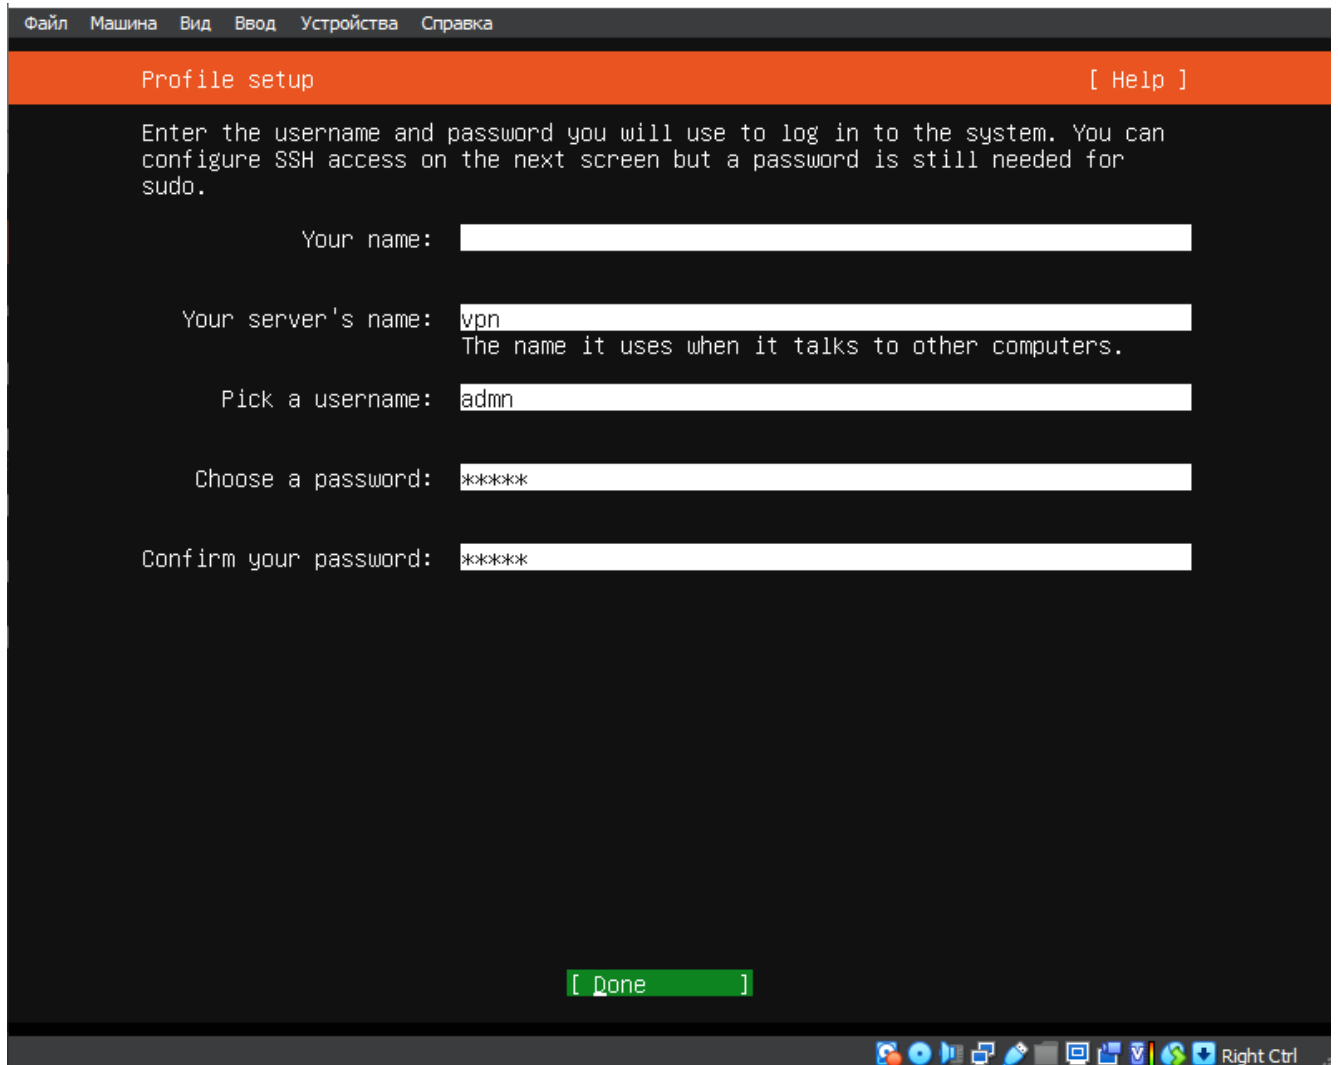 Файл Машина Вид Ввод Устройства Справка
Profile setup [ Help ]
Enter the username and password you will use to log in to the system. You can
configure SSH access on the next screen but a password is still needed for
sudo.
Your name:
Your server's name: vpn
The name it uses when it talks to other computers.
Pick a username: admn
Choose a password: *****
Confirm your password: *****
[ Done ]
Right Ctrl